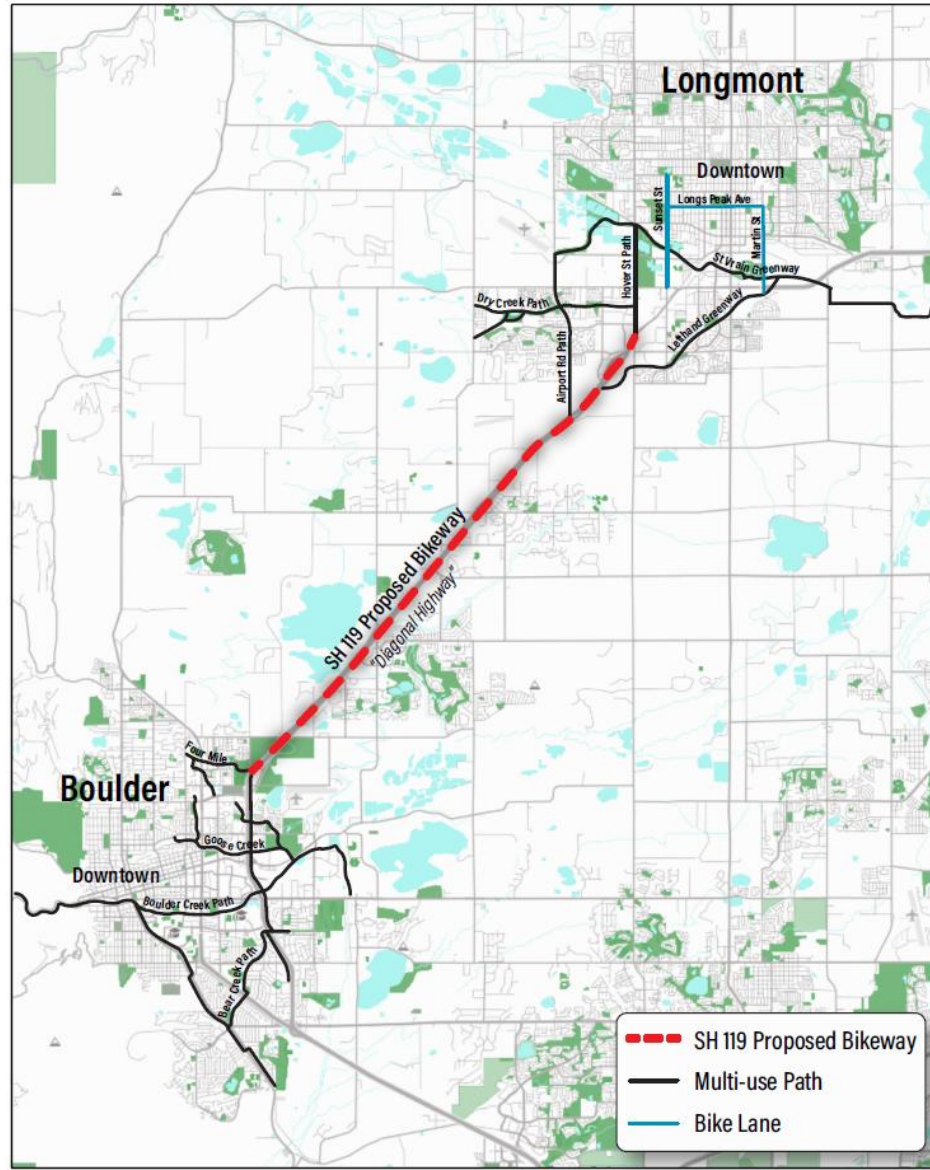 Longmont
Downtown
Longs Peak Ave
Sunset St
Martin St
St Vrain Greenway
Hover St Path
Dry Creek Path
Lefthand Greenway
Airport Rd Path
SH 119 Proposed Bikeway
"Diagonal Highway"
Four Mile
Boulder
Goose Creek
Downtown
Boulder Creek Path
Bear Creek Path
SH 119 Proposed Bikeway
Multi-use Path
Bike Lane